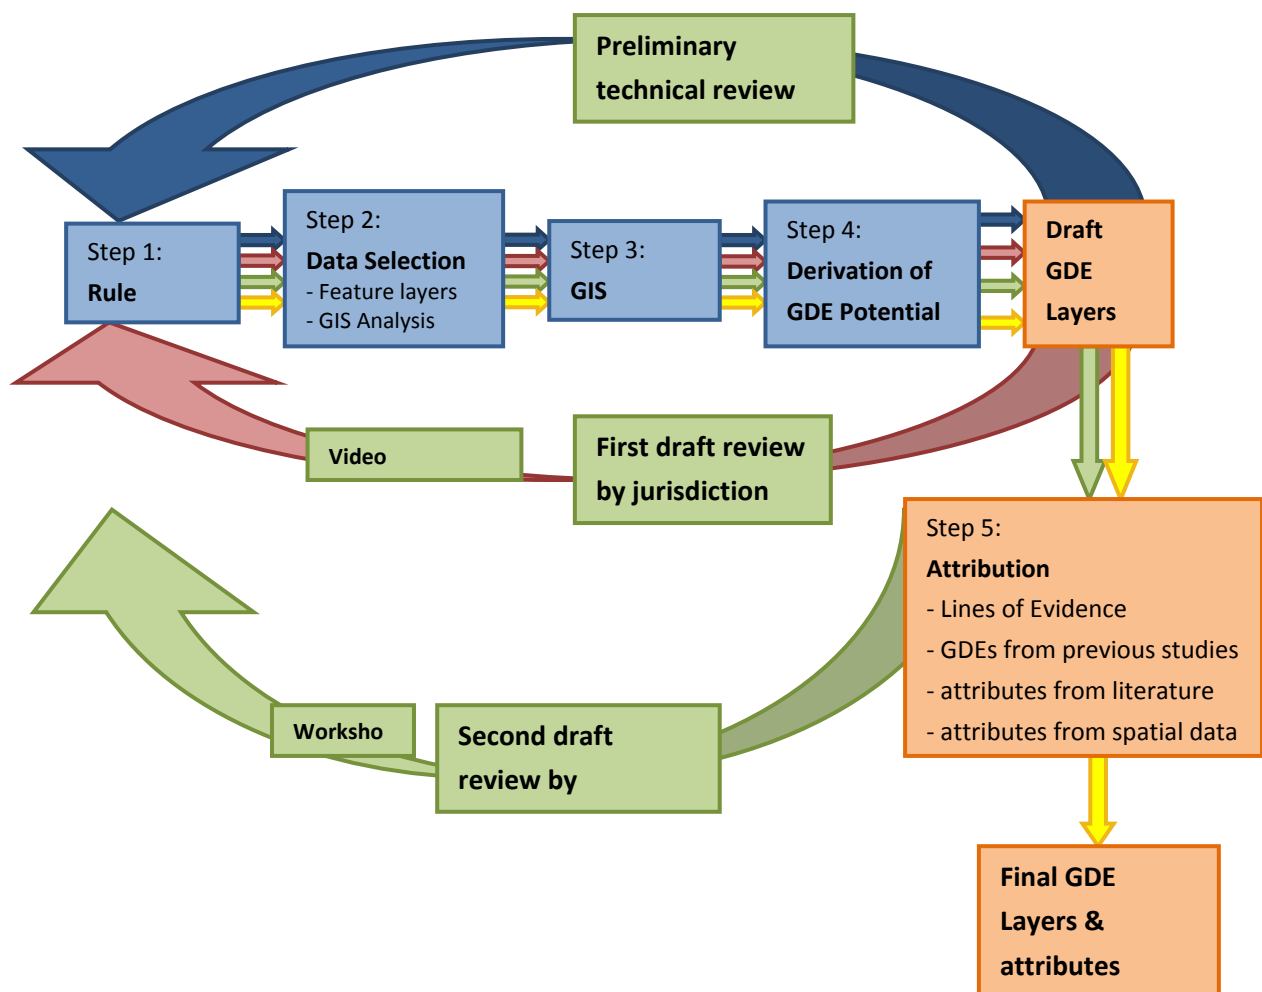 Preliminary
technical review
Step 1:
Rule
Step 2:
Data Selection
- Feature layers
- GIS Analysis
Step 3:
GIS
Step 4:
Derivation of
GDE Potential
Draft
GDE
Layers
Video
First draft review
by jurisdiction
Step 5:
Attribution
- Lines of Evidence
- GDEs from previous studies
- attributes from literature
- attributes from spatial data
Worksho
Second draft
review by
Final GDE
Layers &
attributes